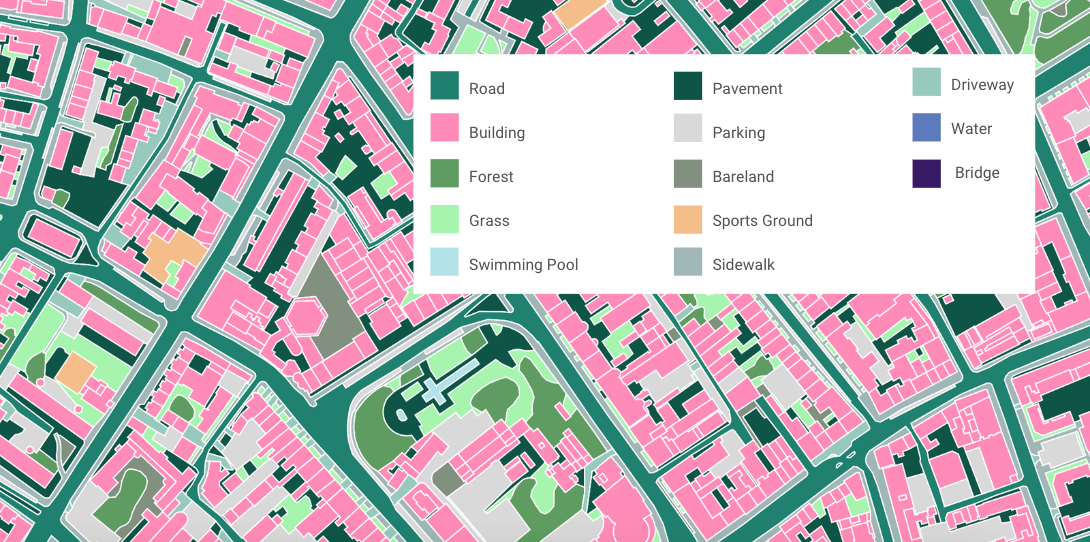 Road
Building
Forest
Grass
Swimming Pool
Pavement
Parking
Bareland
Sports Ground
Sidewalk
Driveway
Water
Bridge